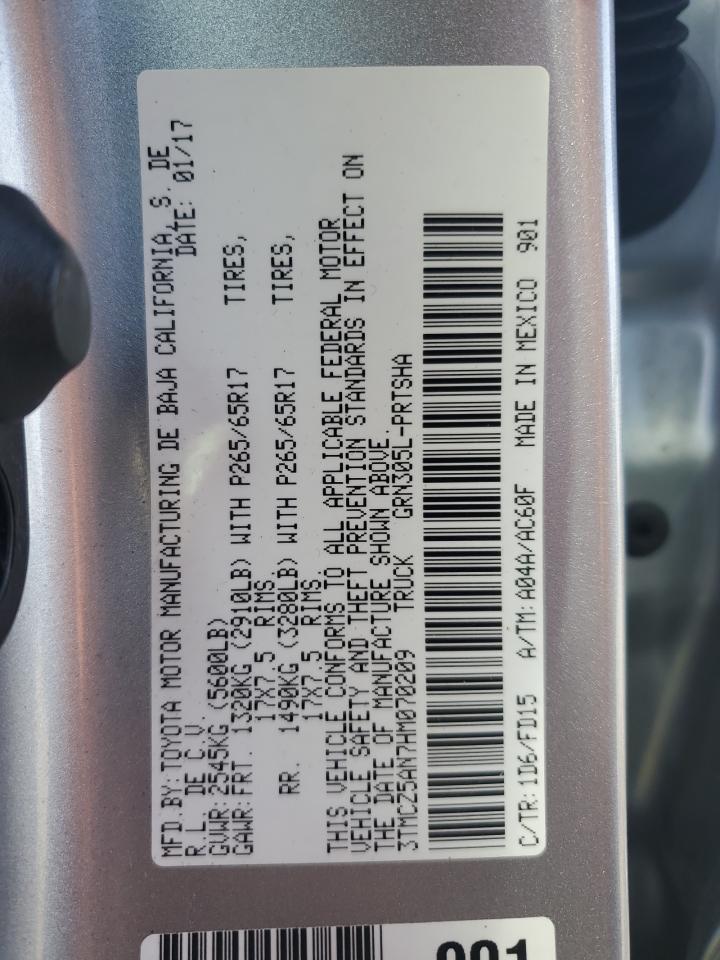 MFD.BY:TOYOTA MOTOR MANUFACTURING DE BAJA CALIFORNIA, S. DE
R.L. DE C.V. DATE: 01/17
GVWR:2545KG (5600LB)
GAWR:FRT. 1320KG (2910LB) WITH P265/65R17 TIRES,
17X7.5 RIMS.
RR. 1490KG (3280LB) WITH P265/65R17 TIRES,
17X7.5 RIMS.
THIS VEHICLE CONFORMS TO ALL APPLICABLE FEDERAL MOTOR
VEHICLE SAFETY AND THEFT PREVENTION STANDARDS IN EFFECT ON
THE DATE OF MANUFACTURE SHOWN ABOVE.
3TMCZ5AN7HM070209 TRUCK GRN305L-PRTSHA
C/TR:1D6/FD15 A/TM:A04A/AC60F MADE IN MEXICO 901